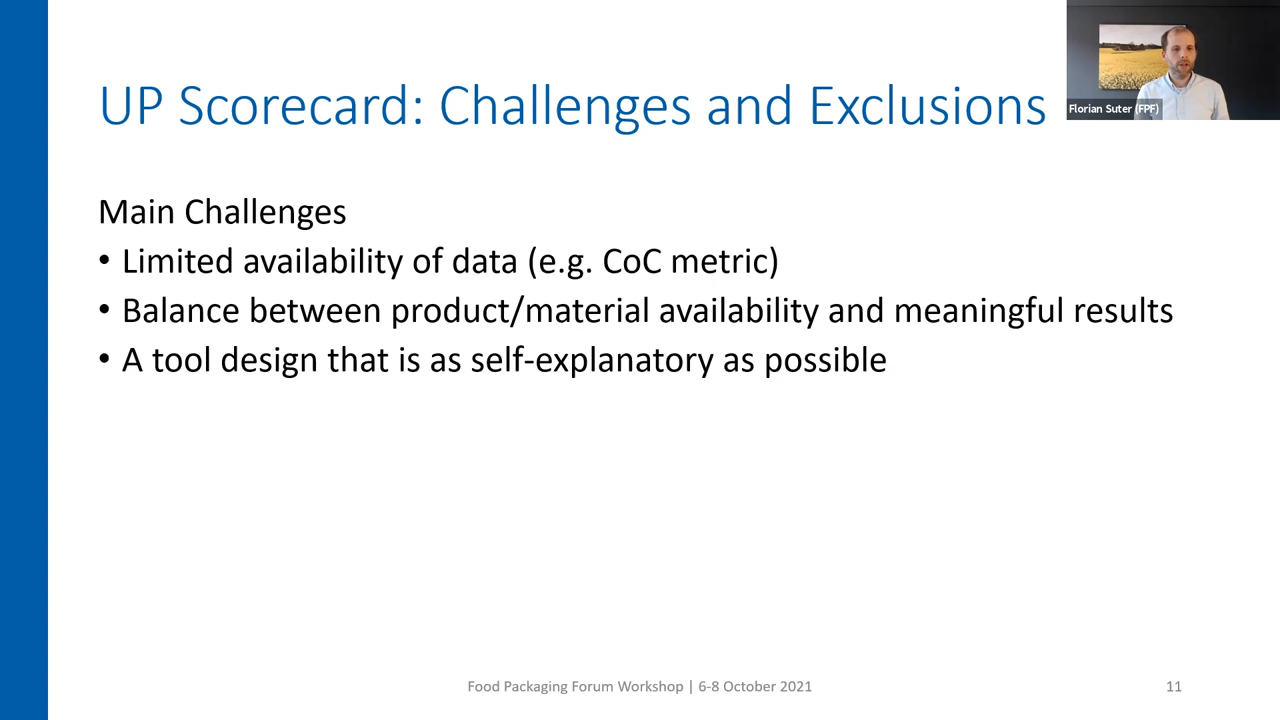 UP Scorecard: Challenges and Exclusions
Florian Suter (FPF)
Main Challenges
• Limited availability of data (e.g. CoC metric)
• Balance between product/material availability and meaningful results
• A tool design that is as self-explanatory as possible
Food Packaging Forum Workshop | 6-8 October 2021
11